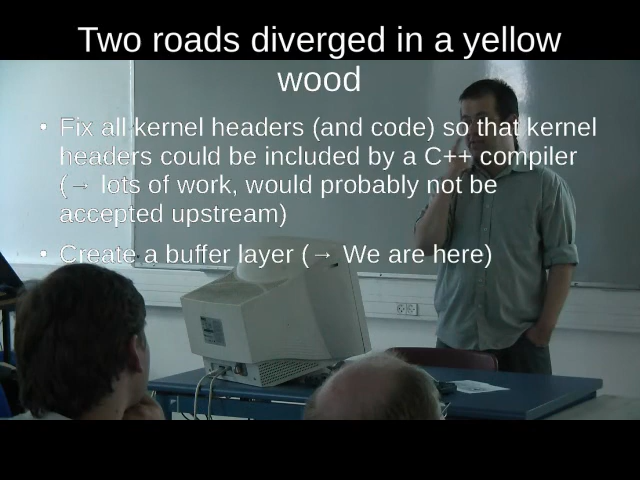 Two roads diverged in a yellow
wood
• Fix all kernel headers (and code) so that kernel
headers could be included by a C++ compiler
(→ lots of work, would probably not be
accepted upstream)
• Create a buffer layer (→ We are here)